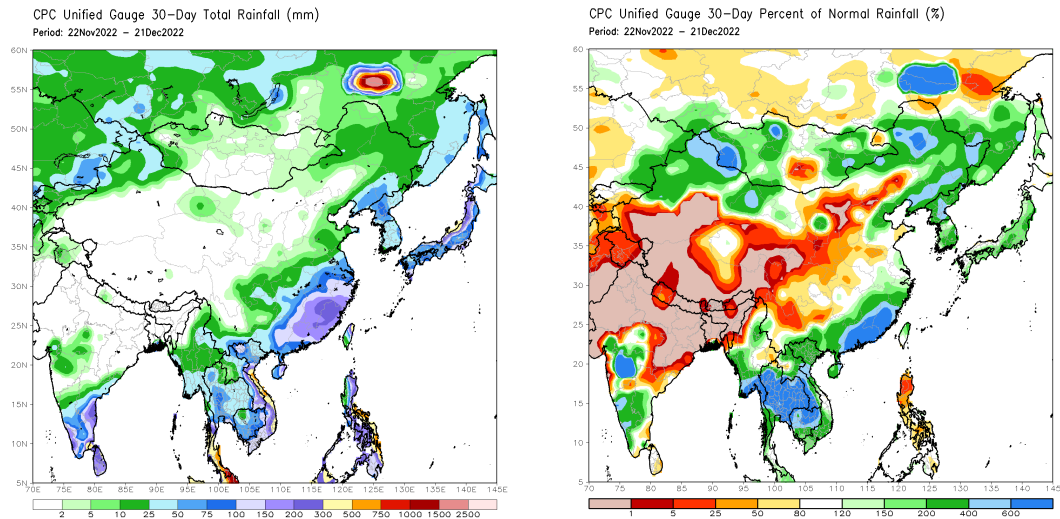 CPC Unified Gauge 30-Day Total Rainfall (mm)
Period: 22Nov2022 - 21Dec2022
60N
55N
50N
45N
40N
35N
30N
25N
20N
15N
10N
5N
70E 75E 80E 85E 90E 95E 100E 105E 110E 115E 120E 125E 130E 135E 140E 145E
2 5 10 25 50 75 100 150 200 300 500 750 1000 1500 2500
CPC Unified Gauge 30-Day Percent of Normal Rainfall (%)
Period: 22Nov2022 - 21Dec2022
60
55
50
45
40
35
30
25
20
15
10
5
70 75 80 85 90 95 100 105 110 115 120 125 130 135 140 145
1 5 25 50 80 120 150 200 400 600